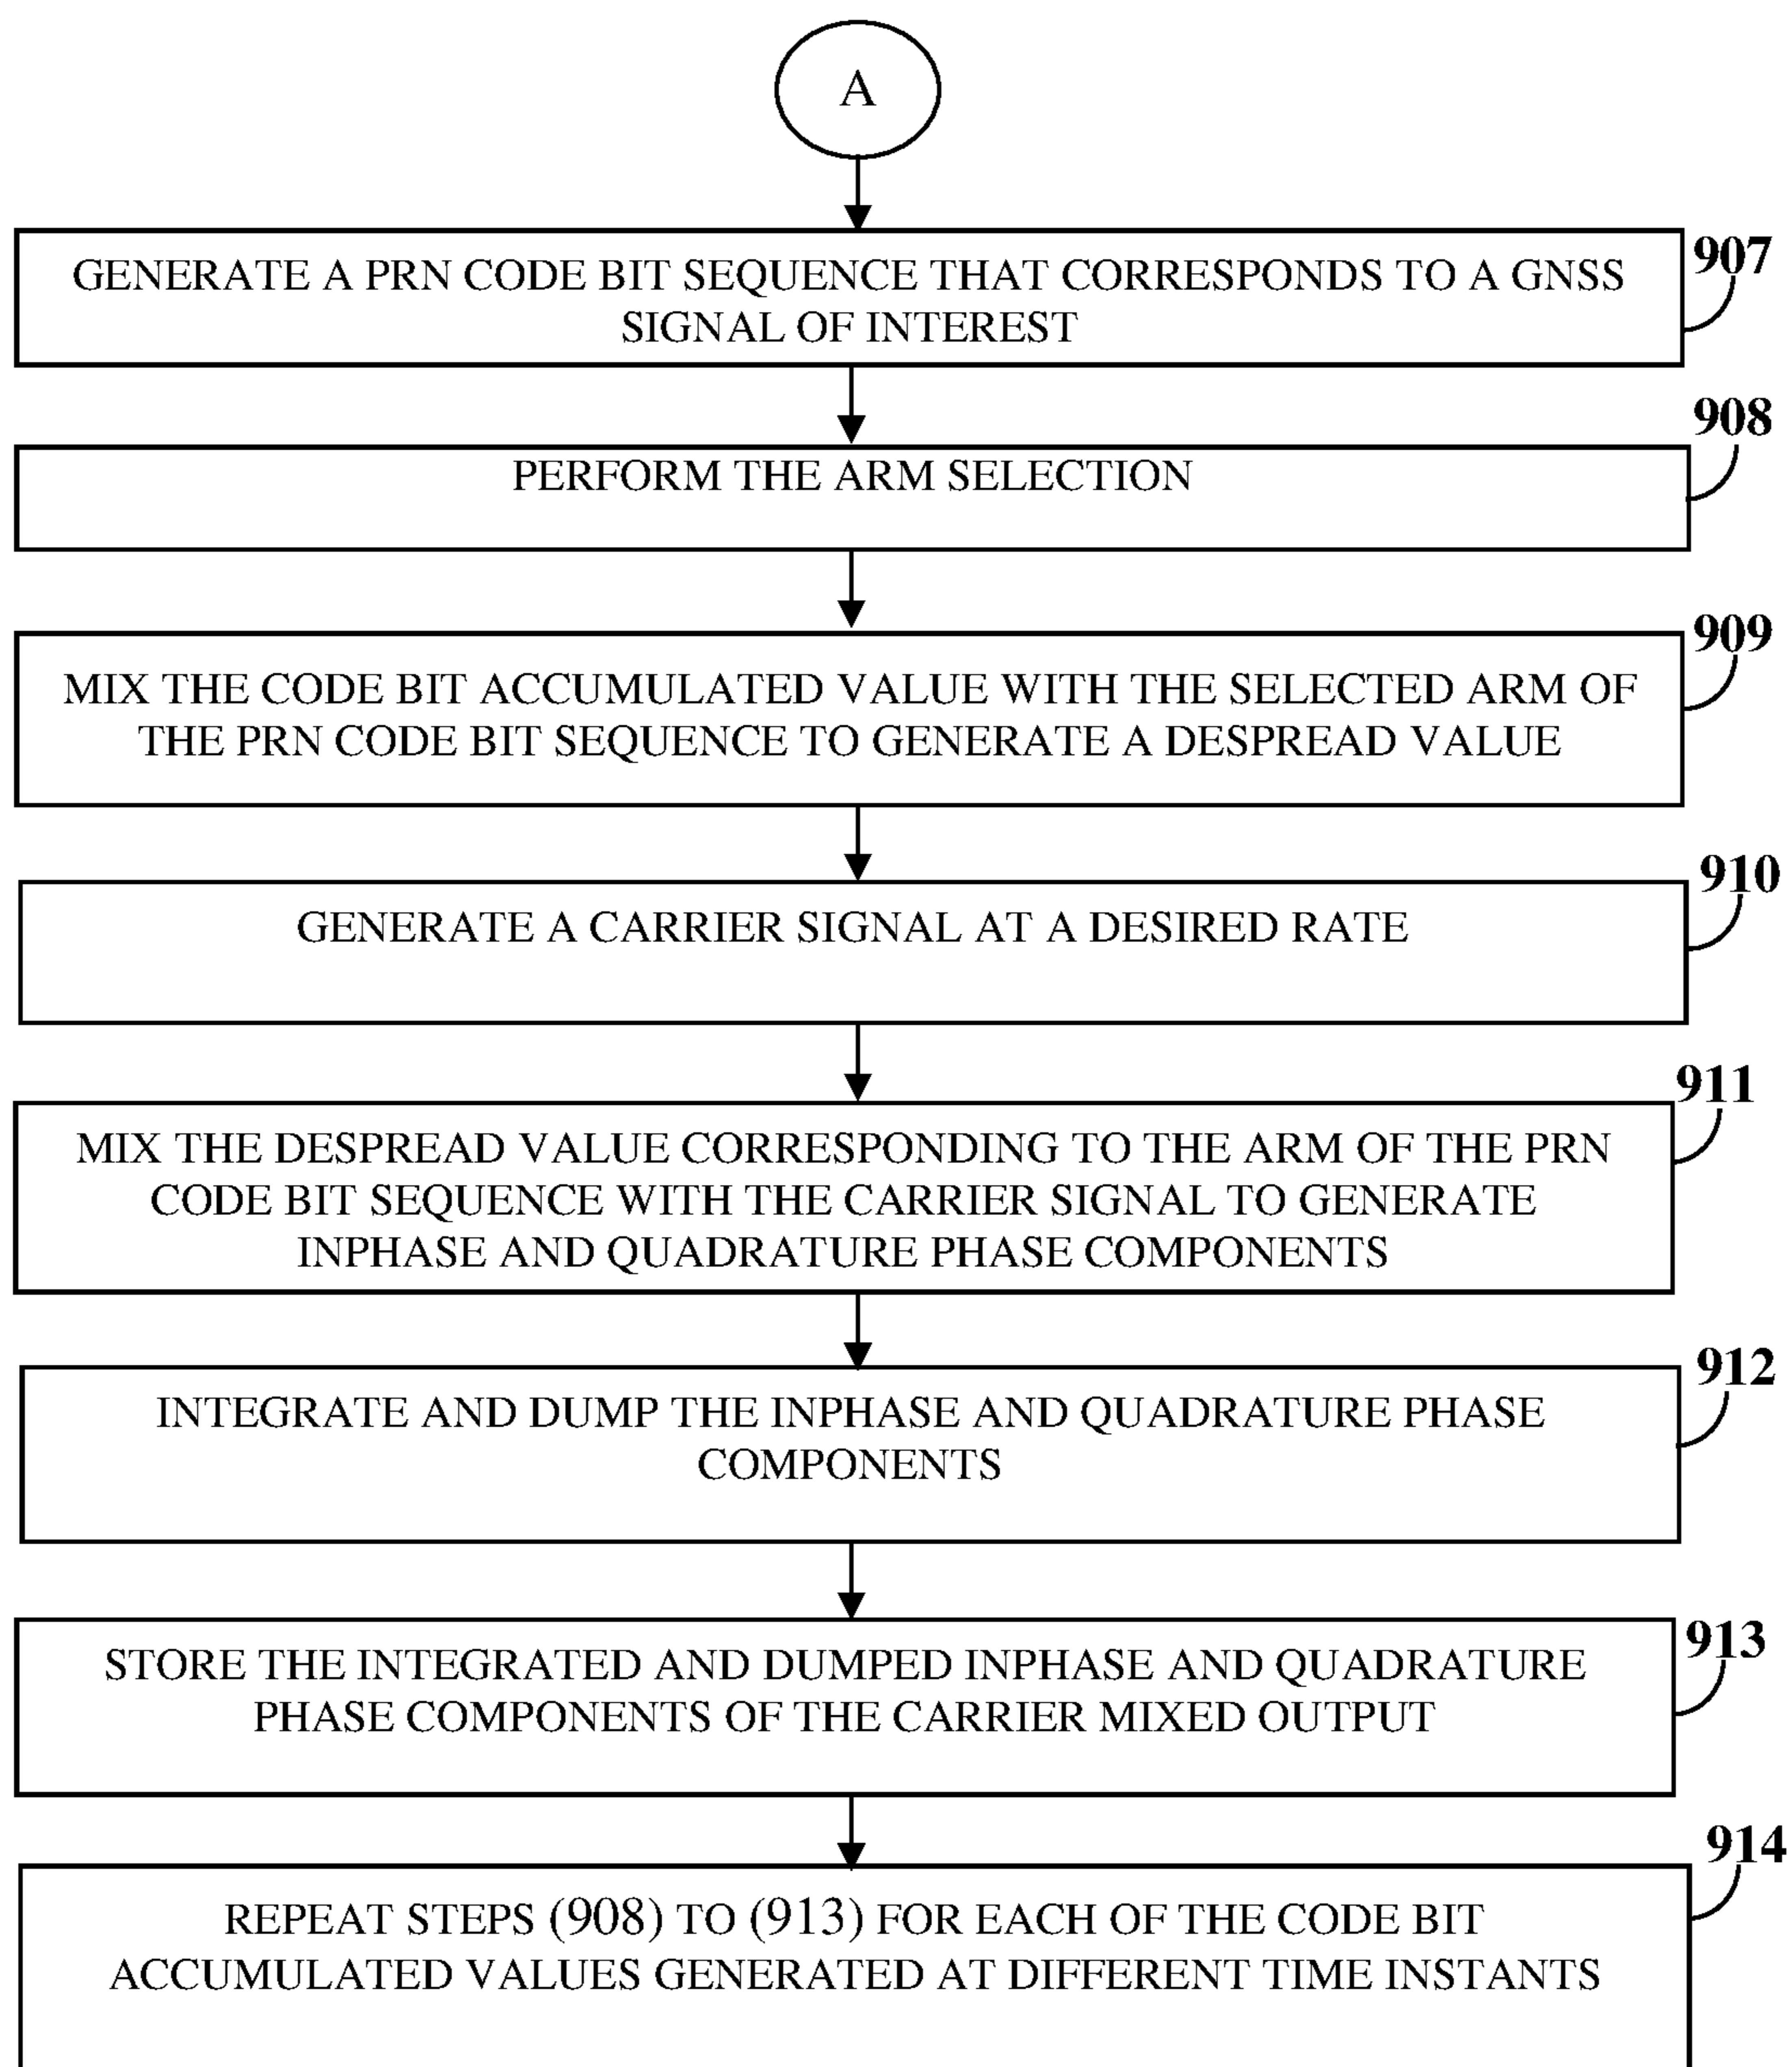 A
907
GENERATE A PRN CODE BIT SEQUENCE THAT CORRESPONDS TO A GNSS
SIGNAL OF INTEREST
908
PERFORM THE ARM SELECTION
909
MIX THE CODE BIT ACCUMULATED VALUE WITH THE SELECTED ARM OF
THE PRN CODE BIT SEQUENCE TO GENERATE A DESPREAD VALUE
910
GENERATE A CARRIER SIGNAL AT A DESIRED RATE
911
MIX THE DESPREAD VALUE CORRESPONDING TO THE ARM OF THE PRN
CODE BIT SEQUENCE WITH THE CARRIER SIGNAL TO GENERATE
INPHASE AND QUADRATURE PHASE COMPONENTS
912
INTEGRATE AND DUMP THE INPHASE AND QUADRATURE PHASE
COMPONENTS
913
STORE THE INTEGRATED AND DUMPED INPHASE AND QUADRATURE
PHASE COMPONENTS OF THE CARRIER MIXED OUTPUT
914
REPEAT STEPS (908) TO (913) FOR EACH OF THE CODE BIT
ACCUMULATED VALUES GENERATED AT DIFFERENT TIME INSTANTS